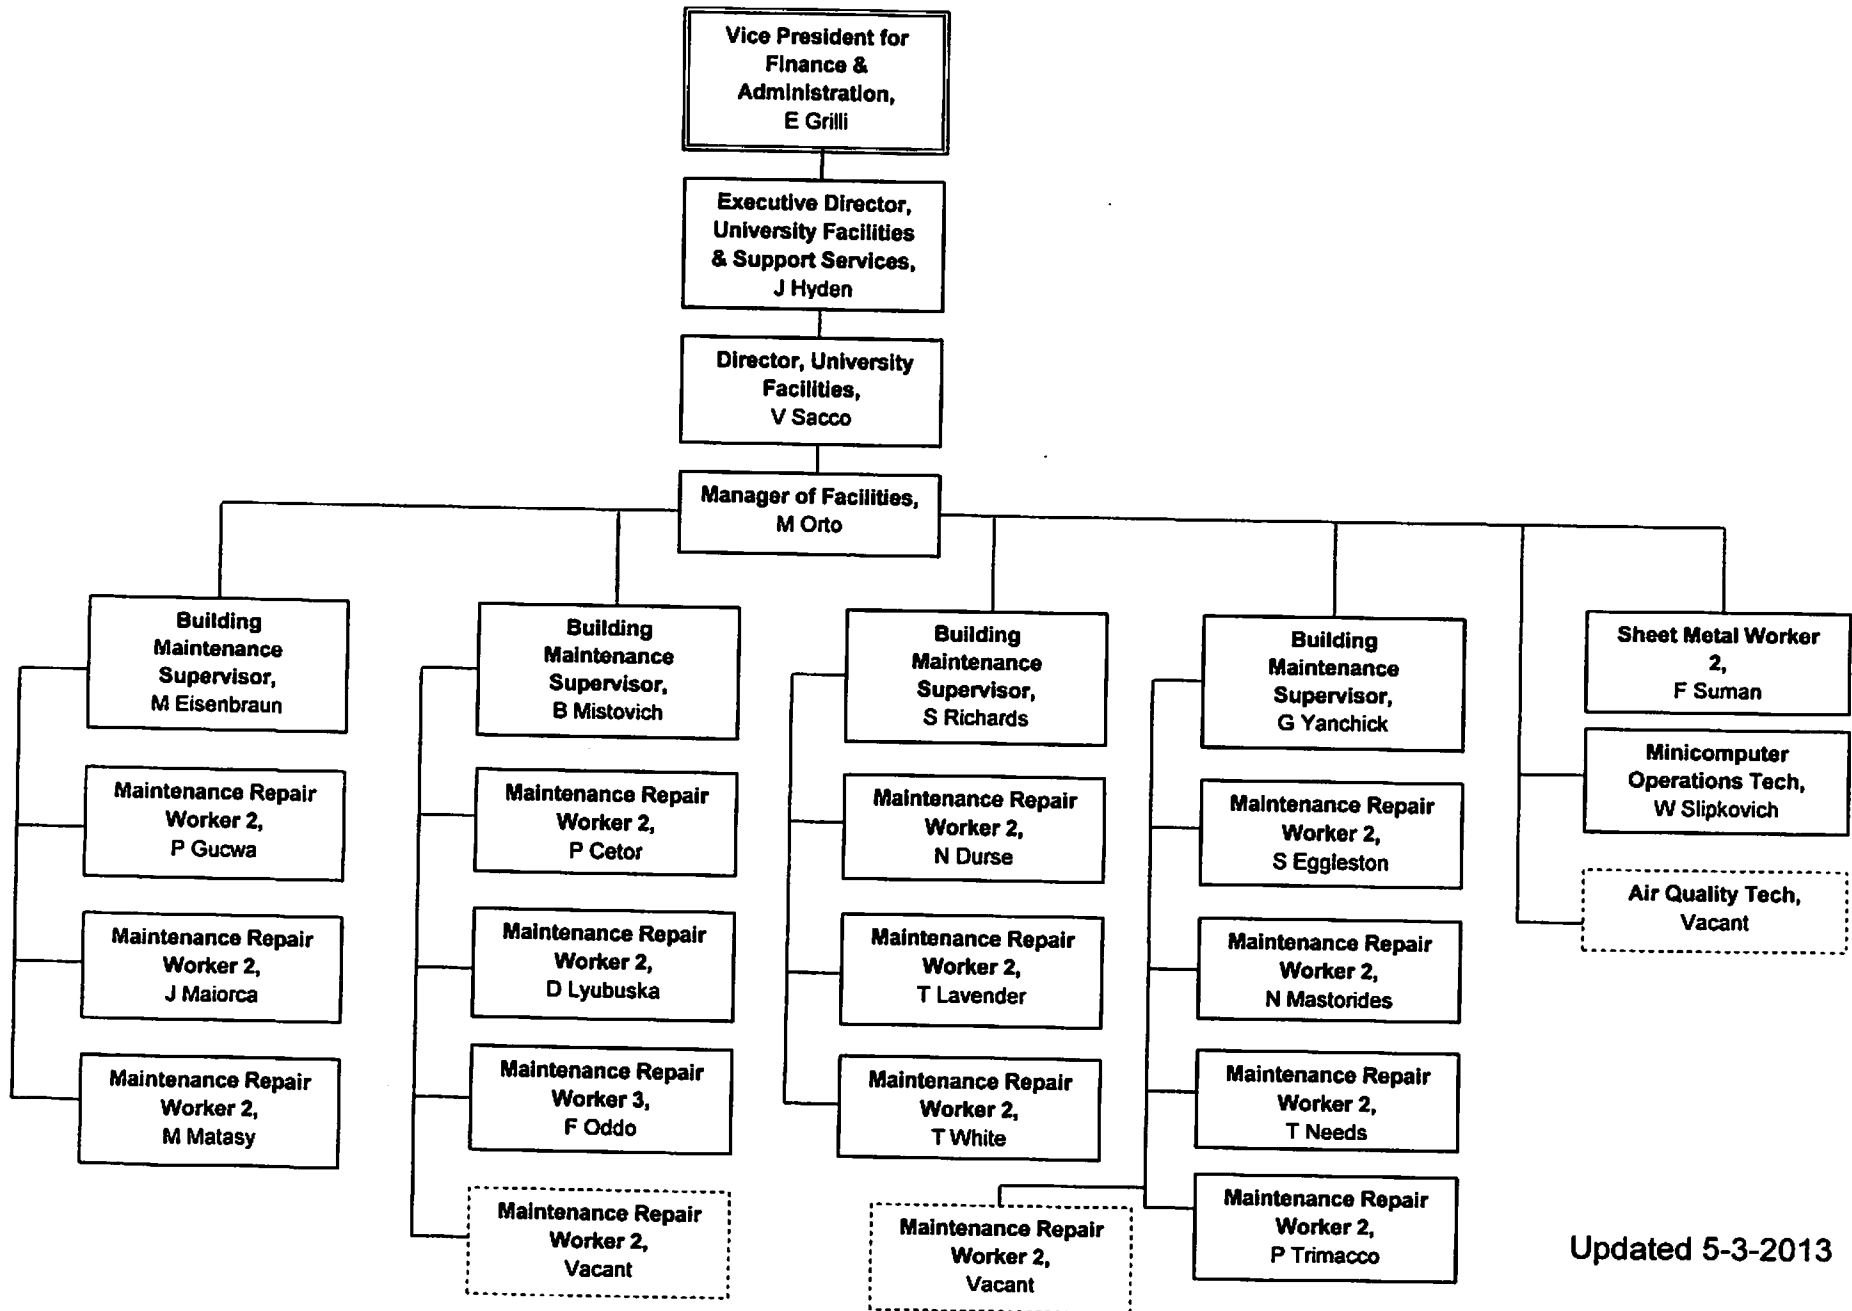 Vice President for
Finance &
Administration,
E Grilli
Executive Director,
University Facilities
& Support Services,
J Hyden
Director, University
Facilities,
V Sacco
Manager of Facilities,
M Orto
Building
Maintenance
Supervisor,
M Eisenbraun
Maintenance Repair
Worker 2,
P Gucwa
Maintenance Repair
Worker 2,
J Maiorca
Maintenance Repair
Worker 2,
M Matasy
Building
Maintenance
Supervisor,
B Mistovich
Maintenance Repair
Worker 2,
P Cetor
Maintenance Repair
Worker 2,
D Lyubuska
Maintenance Repair
Worker 3,
F Oddo
Maintenance Repair
Worker 2,
Vacant
Building
Maintenance
Supervisor,
S Richards
Maintenance Repair
Worker 2,
N Durse
Maintenance Repair
Worker 2,
T Lavender
Maintenance Repair
Worker 2,
T White
Maintenance Repair
Worker 2,
Vacant
Building
Maintenance
Supervisor,
G Yanchick
Maintenance Repair
Worker 2,
S Eggleston
Maintenance Repair
Worker 2,
N Mastorides
Maintenance Repair
Worker 2,
T Needs
Maintenance Repair
Worker 2,
P Trimacco
Sheet Metal Worker
2,
F Suman
Minicomputer
Operations Tech,
W Slipkovich
Air Quality Tech,
Vacant
Updated 5-3-2013